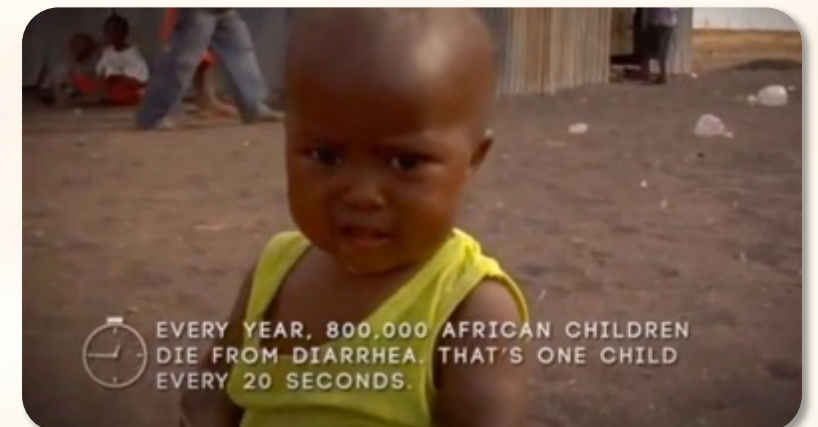 EVERY YEAR, 800,000 AFRICAN CHILDREN
DIE FROM DIARRHEA. THAT'S ONE CHILD
EVERY 20 SECONDS.